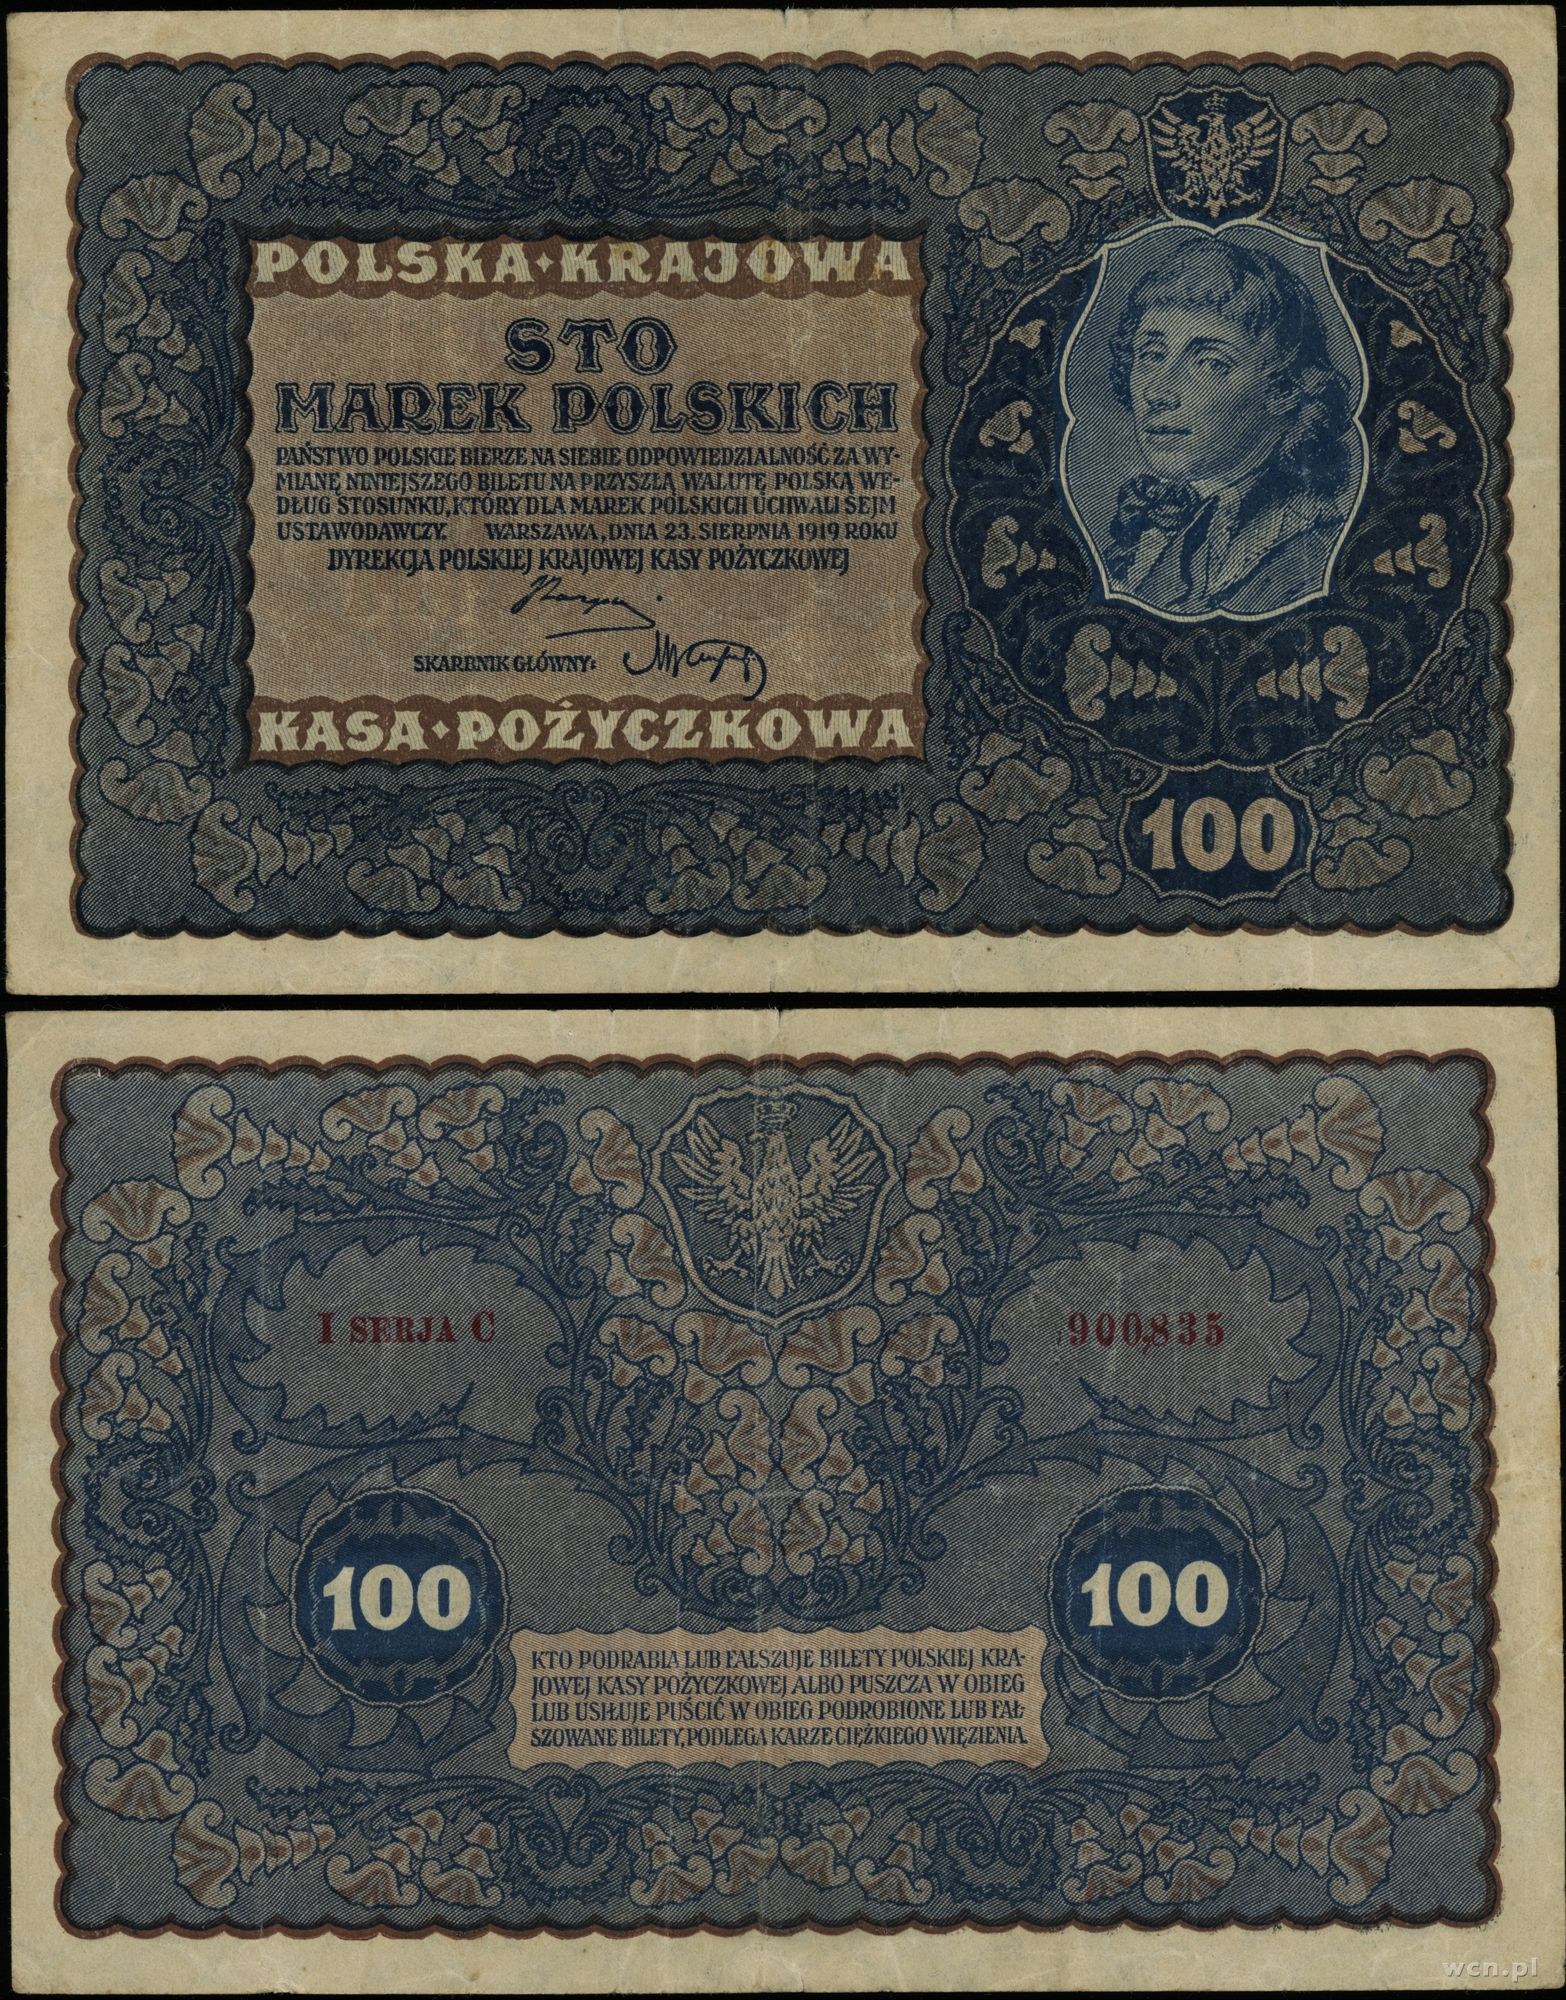 POLSKA • KRAJOWA
STO
MAREK POLSKICH
PAŃSTWO POLSKIE BIERZE NA SIEBIE ODPOWIEDZIALNOŚĆ ZA WY-
MIANĘ NINIEJSZEGO BILETU NA PRZYSZŁĄ WALUTĘ POLSKĄ WE-
DŁUG STOSUNKU, KTÓRY DLA MAREK POLSKICH UCHWALI SEJM
USTAWODAWCZY. WARSZAWA, DNIA 23. SIERPNIA 1919 ROKU
DYREKCJA POLSKIEJ KRAJOWEJ KASY POŻYCZKOWEJ
SKARBNIK GŁÓWNY:
KASA • POŻYCZKOWA
100
I SERJA C
900,835
100
100
KTO PODRABIA LUB FAŁSZUJE BILETY POLSKIEJ KRA-
JOWEJ KASY POŻYCZKOWEJ ALBO PUSZCZA W OBIEG
LUB USIŁUJE PUŚCIĆ W OBIEG PODROBIONE LUB FAŁ-
SZOWANE BILETY, PODLEGA KARZE CIĘŻKIEGO WIĘZIENIA.
wcn.pl